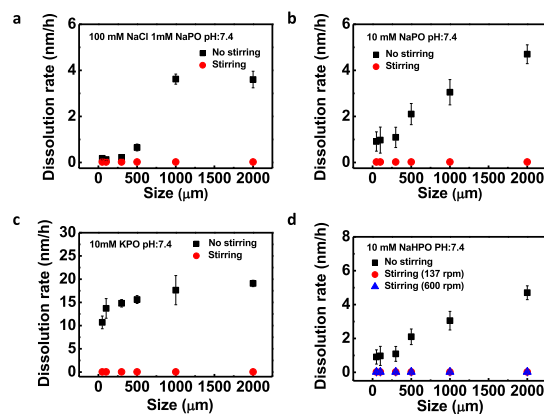 a
100 mM NaCl 1mM NaPO pH:7.4
No stirring
Stirring
Dissolution rate (nm/h)
6
4
2
0
0 500 1000 1500 2000
Size (μm)
b
10 mM NaPO pH:7.4
No stirring
Stirring
Dissolution rate (nm/h)
6
4
2
0
0 500 1000 1500 2000
Size (μm)
c
10mM KPO pH:7.4
No stirring
Stirring
Dissolution rate (nm/h)
30
25
20
15
10
5
0
0 500 1000 1500 2000
Size (μm)
d
10 mM NaHPO PH:7.4
No stirring
Stirring (137 rpm)
Stirring (600 rpm)
Dissolution rate (nm/h)
8
6
4
2
0
0 500 1000 1500 2000
Size (μm)